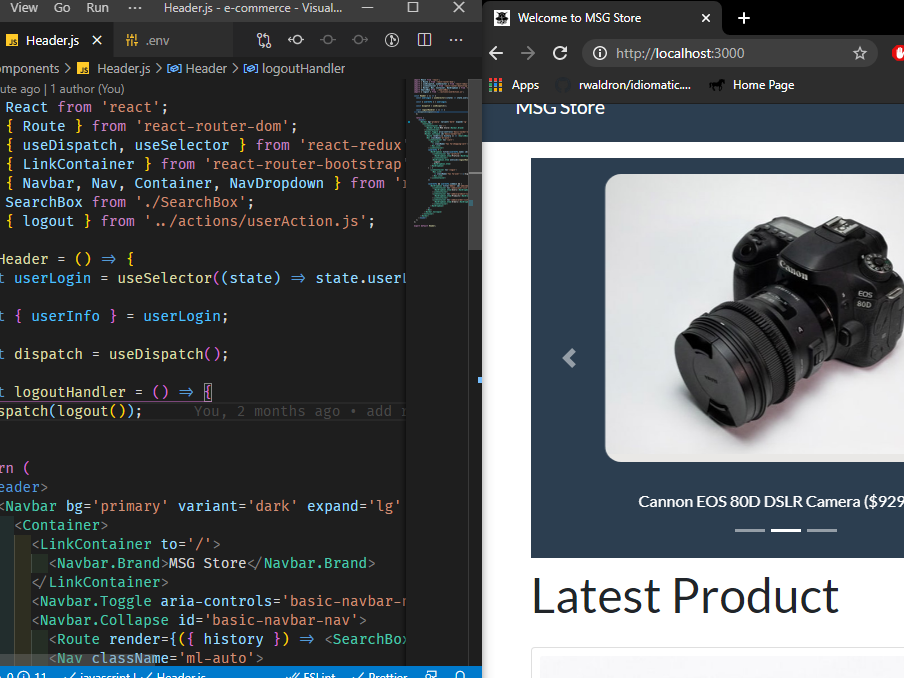 View Go Run ··· Header.js - e-commerce - Visual...
Header.js .env
mponents > Header.js > Header > logoutHandler
ute ago | 1 author (You)
React from 'react';
{ Route } from 'react-router-dom';
{ useDispatch, useSelector } from 'react-redux
{ LinkContainer } from 'react-router-bootstrap
{ Navbar, Nav, Container, NavDropdown } from '
SearchBox from './SearchBox';
{ logout } from '../actions/userAction.js';
Header = () => {
t userLogin = useSelector((state) => state.userL
t { userInfo } = userLogin;
t dispatch = useDispatch();
t logoutHandler = () => {
spatch(logout()); You, 2 months ago • add
rn (
eader>
<Navbar bg='primary' variant='dark' expand='lg'
<Container>
<LinkContainer to='/'>
<Navbar.Brand>MSG Store</Navbar.Brand>
</LinkContainer>
<Navbar.Toggle aria-controls='basic-navbar-n
<Navbar.Collapse id='basic-navbar-nav'>
<Route render={({ history }) => <SearchBox
<Nav className='ml-auto'>
0 11 Header.js ESLint Prettier
Welcome to MSG Store
http://localhost:3000
Apps rwaldron/idiomatic.... Home Page
MSG Store
Canon
EOS
80D
Cannon EOS 80D DSLR Camera ($929
Latest Product